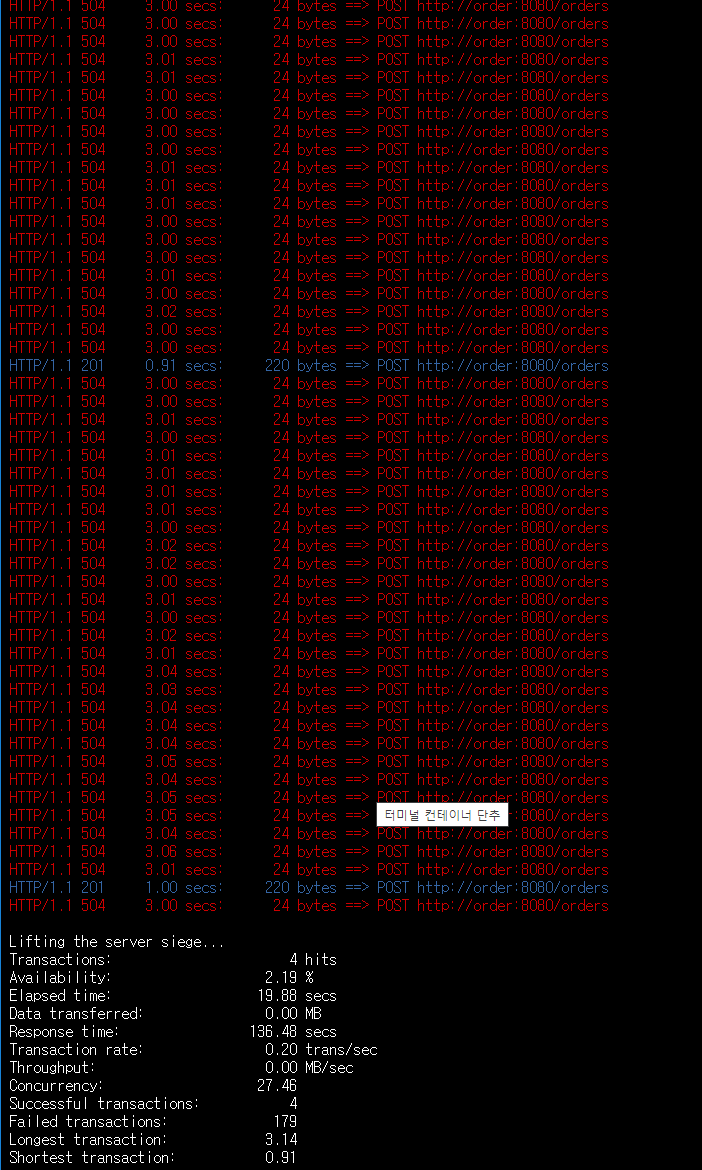 HTTP/1.1 504 3.00 secs: 24 bytes ==> POST http://order:8080/orders
HTTP/1.1 504 3.00 secs: 24 bytes ==> POST http://order:8080/orders
HTTP/1.1 504 3.00 secs: 24 bytes ==> POST http://order:8080/orders
HTTP/1.1 504 3.01 secs: 24 bytes ==> POST http://order:8080/orders
HTTP/1.1 504 3.01 secs: 24 bytes ==> POST http://order:8080/orders
HTTP/1.1 504 3.00 secs: 24 bytes ==> POST http://order:8080/orders
HTTP/1.1 504 3.00 secs: 24 bytes ==> POST http://order:8080/orders
HTTP/1.1 504 3.00 secs: 24 bytes ==> POST http://order:8080/orders
HTTP/1.1 504 3.00 secs: 24 bytes ==> POST http://order:8080/orders
HTTP/1.1 504 3.01 secs: 24 bytes ==> POST http://order:8080/orders
HTTP/1.1 504 3.01 secs: 24 bytes ==> POST http://order:8080/orders
HTTP/1.1 504 3.01 secs: 24 bytes ==> POST http://order:8080/orders
HTTP/1.1 504 3.00 secs: 24 bytes ==> POST http://order:8080/orders
HTTP/1.1 504 3.00 secs: 24 bytes ==> POST http://order:8080/orders
HTTP/1.1 504 3.00 secs: 24 bytes ==> POST http://order:8080/orders
HTTP/1.1 504 3.01 secs: 24 bytes ==> POST http://order:8080/orders
HTTP/1.1 504 3.00 secs: 24 bytes ==> POST http://order:8080/orders
HTTP/1.1 504 3.02 secs: 24 bytes ==> POST http://order:8080/orders
HTTP/1.1 504 3.00 secs: 24 bytes ==> POST http://order:8080/orders
HTTP/1.1 504 3.00 secs: 24 bytes ==> POST http://order:8080/orders
HTTP/1.1 201 0.91 secs: 220 bytes ==> POST http://order:8080/orders
HTTP/1.1 504 3.00 secs: 24 bytes ==> POST http://order:8080/orders
HTTP/1.1 504 3.00 secs: 24 bytes ==> POST http://order:8080/orders
HTTP/1.1 504 3.01 secs: 24 bytes ==> POST http://order:8080/orders
HTTP/1.1 504 3.00 secs: 24 bytes ==> POST http://order:8080/orders
HTTP/1.1 504 3.01 secs: 24 bytes ==> POST http://order:8080/orders
HTTP/1.1 504 3.01 secs: 24 bytes ==> POST http://order:8080/orders
HTTP/1.1 504 3.01 secs: 24 bytes ==> POST http://order:8080/orders
HTTP/1.1 504 3.01 secs: 24 bytes ==> POST http://order:8080/orders
HTTP/1.1 504 3.00 secs: 24 bytes ==> POST http://order:8080/orders
HTTP/1.1 504 3.02 secs: 24 bytes ==> POST http://order:8080/orders
HTTP/1.1 504 3.02 secs: 24 bytes ==> POST http://order:8080/orders
HTTP/1.1 504 3.00 secs: 24 bytes ==> POST http://order:8080/orders
HTTP/1.1 504 3.01 secs: 24 bytes ==> POST http://order:8080/orders
HTTP/1.1 504 3.00 secs: 24 bytes ==> POST http://order:8080/orders
HTTP/1.1 504 3.02 secs: 24 bytes ==> POST http://order:8080/orders
HTTP/1.1 504 3.01 secs: 24 bytes ==> POST http://order:8080/orders
HTTP/1.1 504 3.04 secs: 24 bytes ==> POST http://order:8080/orders
HTTP/1.1 504 3.03 secs: 24 bytes ==> POST http://order:8080/orders
HTTP/1.1 504 3.04 secs: 24 bytes ==> POST http://order:8080/orders
HTTP/1.1 504 3.04 secs: 24 bytes ==> POST http://order:8080/orders
HTTP/1.1 504 3.04 secs: 24 bytes ==> POST http://order:8080/orders
HTTP/1.1 504 3.05 secs: 24 bytes ==> POST http://order:8080/orders
HTTP/1.1 504 3.04 secs: 24 bytes ==> POST http://order:8080/orders
HTTP/1.1 504 3.05 secs: 24 bytes ==> POST http://order:8080/orders
HTTP/1.1 504 3.05 secs: 24 bytes ==> 터미널 컨테이너 단추 :8080/orders
HTTP/1.1 504 3.04 secs: 24 bytes ==> POST http://order:8080/orders
HTTP/1.1 504 3.06 secs: 24 bytes ==> POST http://order:8080/orders
HTTP/1.1 504 3.01 secs: 24 bytes ==> POST http://order:8080/orders
HTTP/1.1 201 1.00 secs: 220 bytes ==> POST http://order:8080/orders
HTTP/1.1 504 3.00 secs: 24 bytes ==> POST http://order:8080/orders
Lifting the server siege...
Transactions: 4 hits
Availability: 2.19 %
Elapsed time: 19.88 secs
Data transferred: 0.00 MB
Response time: 136.48 secs
Transaction rate: 0.20 trans/sec
Throughput: 0.00 MB/sec
Concurrency: 27.46
Successful transactions: 4
Failed transactions: 179
Longest transaction: 3.14
Shortest transaction: 0.91